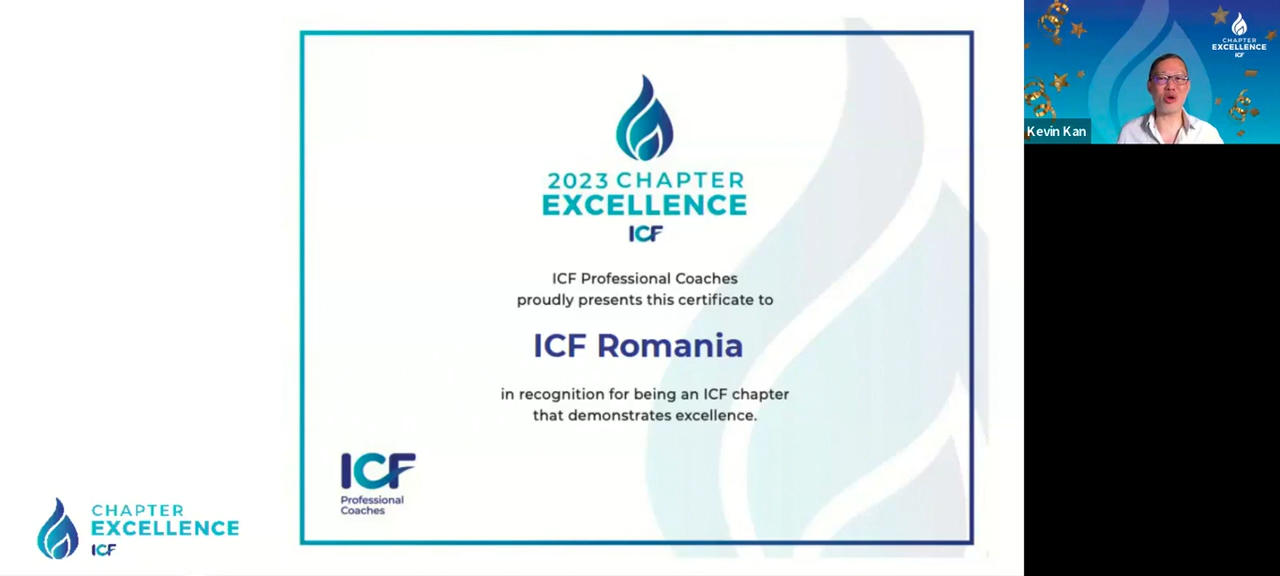 2023 CHAPTER
EXCELLENCE
ICF
ICF Professional Coaches
proudly presents this certificate to
ICF Romania
in recognition for being an ICF chapter
that demonstrates excellence.
ICF
Professional
Coaches
CHAPTER
EXCELLENCE
ICF
CHAPTER
EXCELLENCE
ICF
Kevin Kan